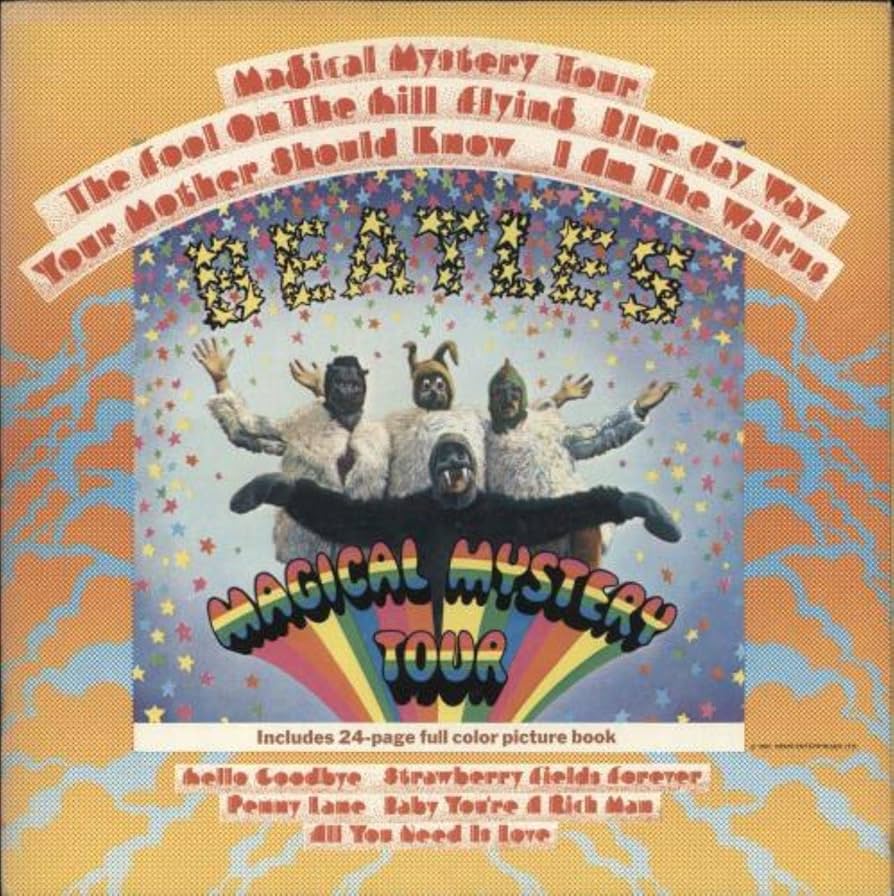 Magical Mystery Tour
The Fool On The Hill Flying Blue Jay Way
Your Mother Should Know I Am The Walrus
BEATLES
MAGICAL MYSTERY
TOUR
Includes 24-page full color picture book
Hello Goodbye Strawberry Fields Forever
Penny Lane Baby You're A Rich Man
All You Need Is Love